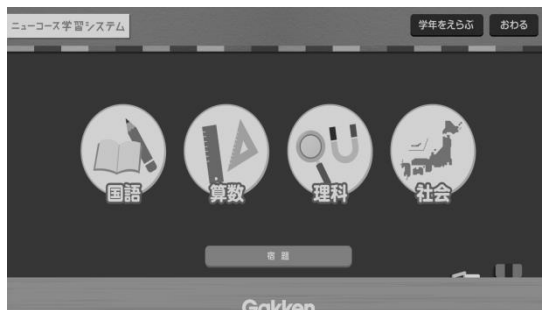 ニューコース学習システム
学年をえらぶ
おわる
国語
算数
理科
社会
宿題
Gakken